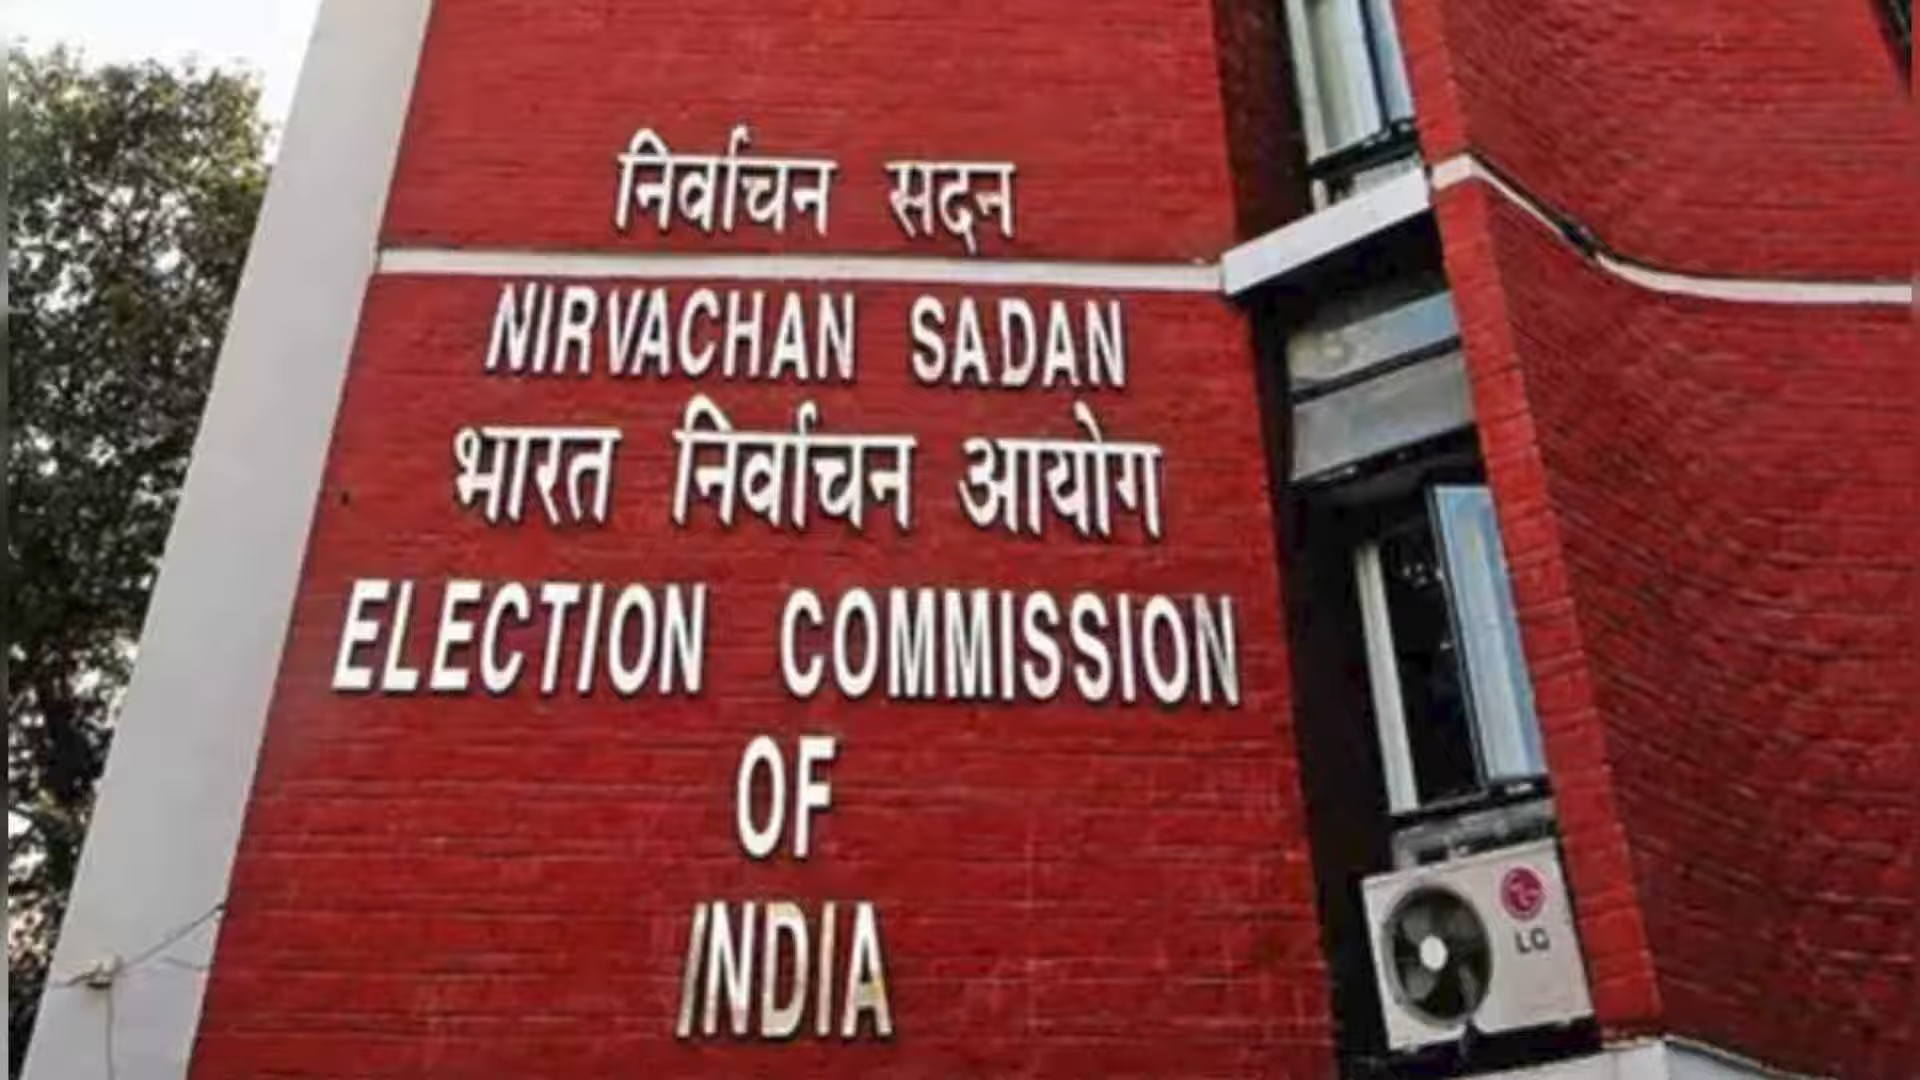 निर्वाचन सदन
NIRVACHAN SADAN
भारत निर्वाचन आयोग
ELECTION COMMISSION
OF
INDIA
LG